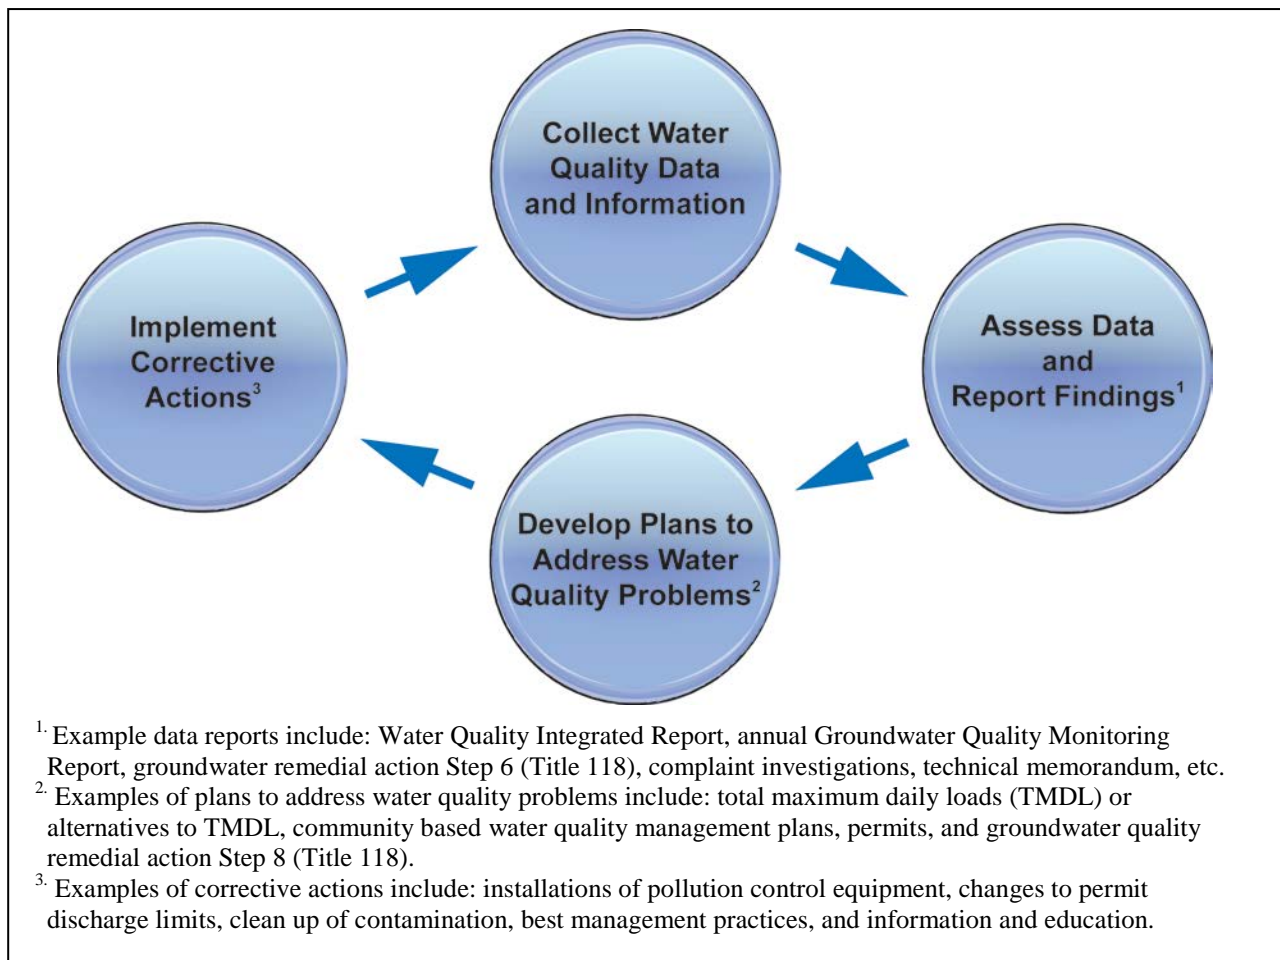 Collect Water
Quality Data
and Information
Assess Data
and
Report Findings1
Develop Plans to
Address Water
Quality Problems2
Implement
Corrective
Actions3
1. Example data reports include: Water Quality Integrated Report, annual Groundwater Quality Monitoring
Report, groundwater remedial action Step 6 (Title 118), complaint investigations, technical memorandum, etc.
2. Examples of plans to address water quality problems include: total maximum daily loads (TMDL) or
alternatives to TMDL, community based water quality management plans, permits, and groundwater quality
remedial action Step 8 (Title 118).
3. Examples of corrective actions include: installations of pollution control equipment, changes to permit
discharge limits, clean up of contamination, best management practices, and information and education.